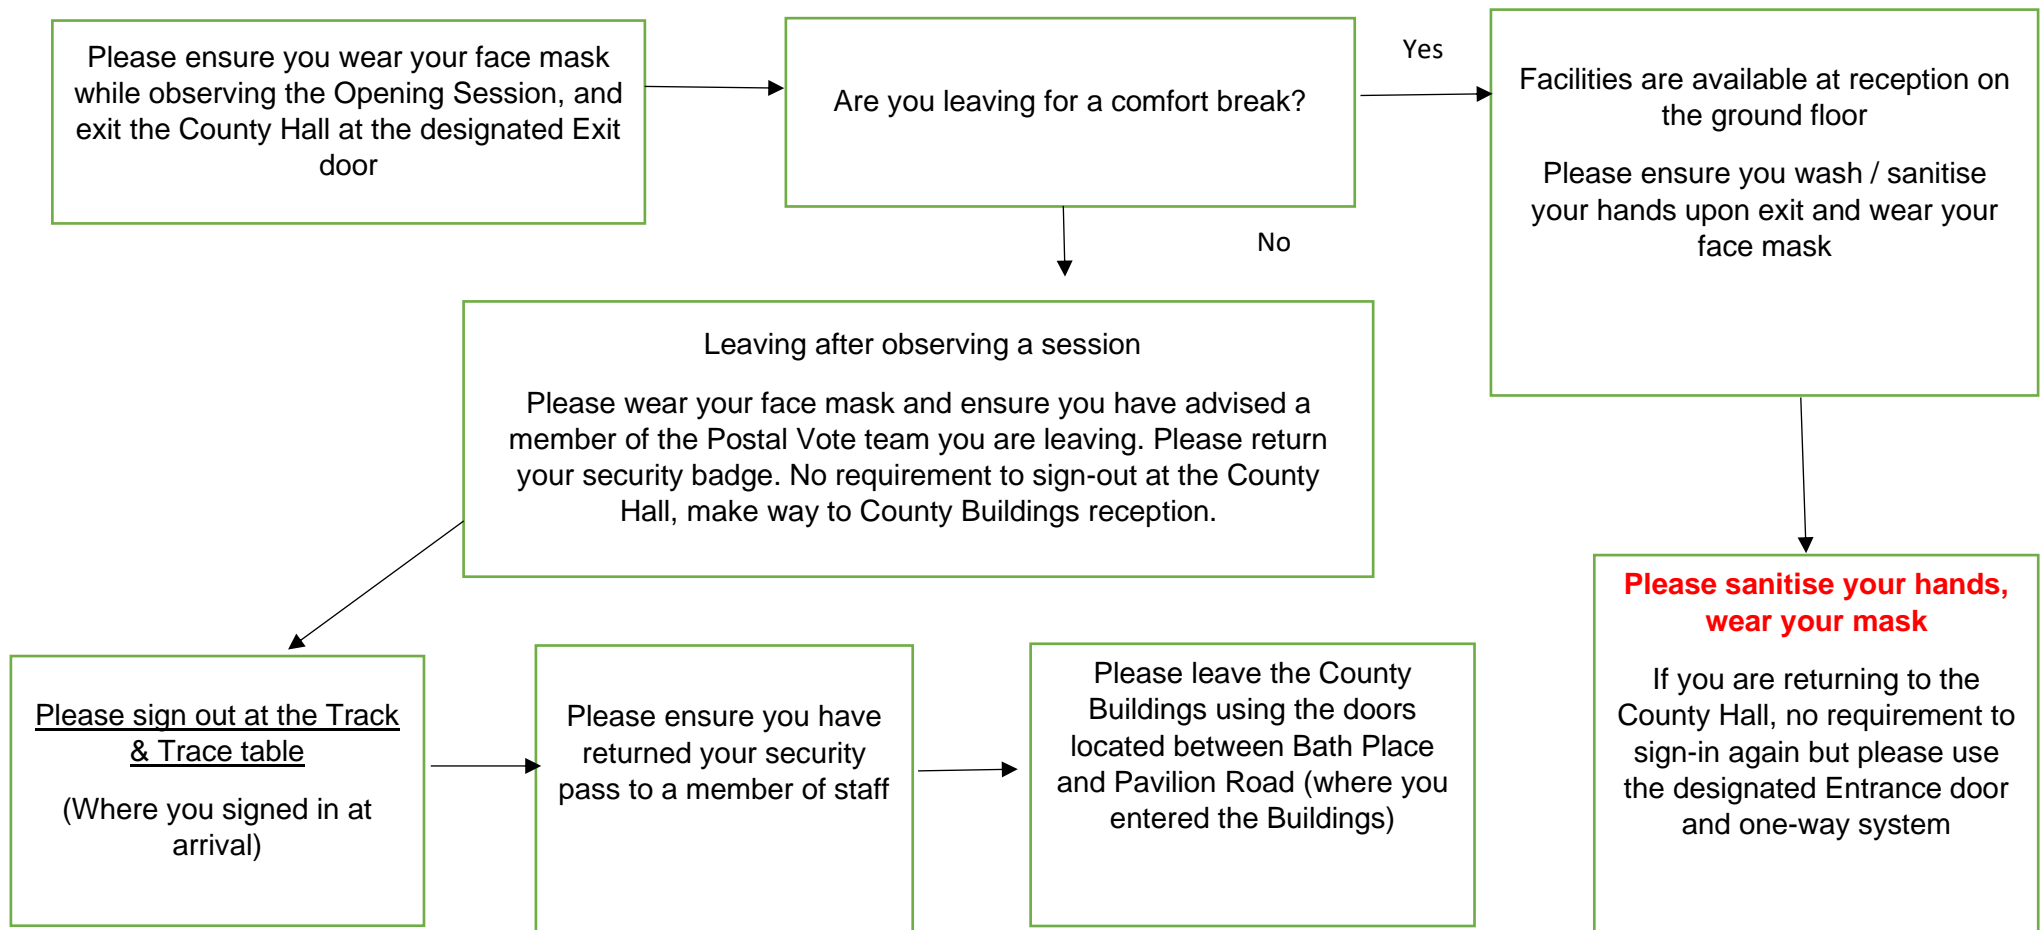 Please ensure you wear your face mask
while observing the Opening Session, and
exit the County Hall at the designated Exit
door
Are you leaving for a comfort break?
Yes
Facilities are available at reception on
the ground floor
Please ensure you wash / sanitise
your hands upon exit and wear your
face mask
No
Leaving after observing a session
Please wear your face mask and ensure you have advised a
member of the Postal Vote team you are leaving. Please return
your security badge. No requirement to sign-out at the County
Hall, make way to County Buildings reception.
Please sign out at the Track
& Trace table
(Where you signed in at
arrival)
Please ensure you have
returned your security
pass to a member of staff
Please leave the County
Buildings using the doors
located between Bath Place
and Pavilion Road (where you
entered the Buildings)
Please sanitise your hands,
wear your mask
If you are returning to the
County Hall, no requirement to
sign-in again but please use
the designated Entrance door
and one-way system